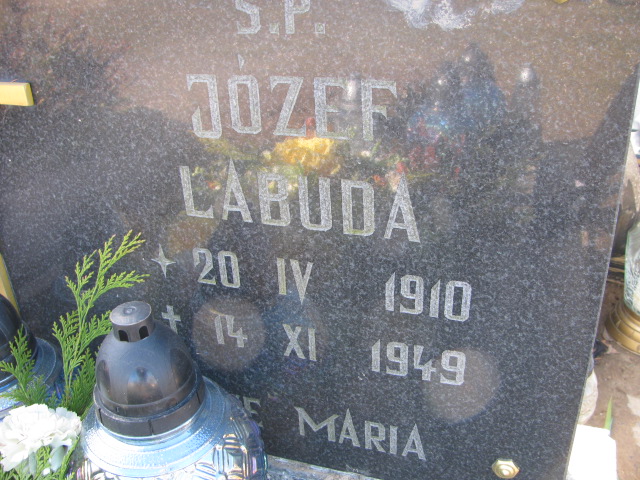 Ś.P.
JÓZEF
LABUDA
20 IV 1910
14 XI 1949
MARIA